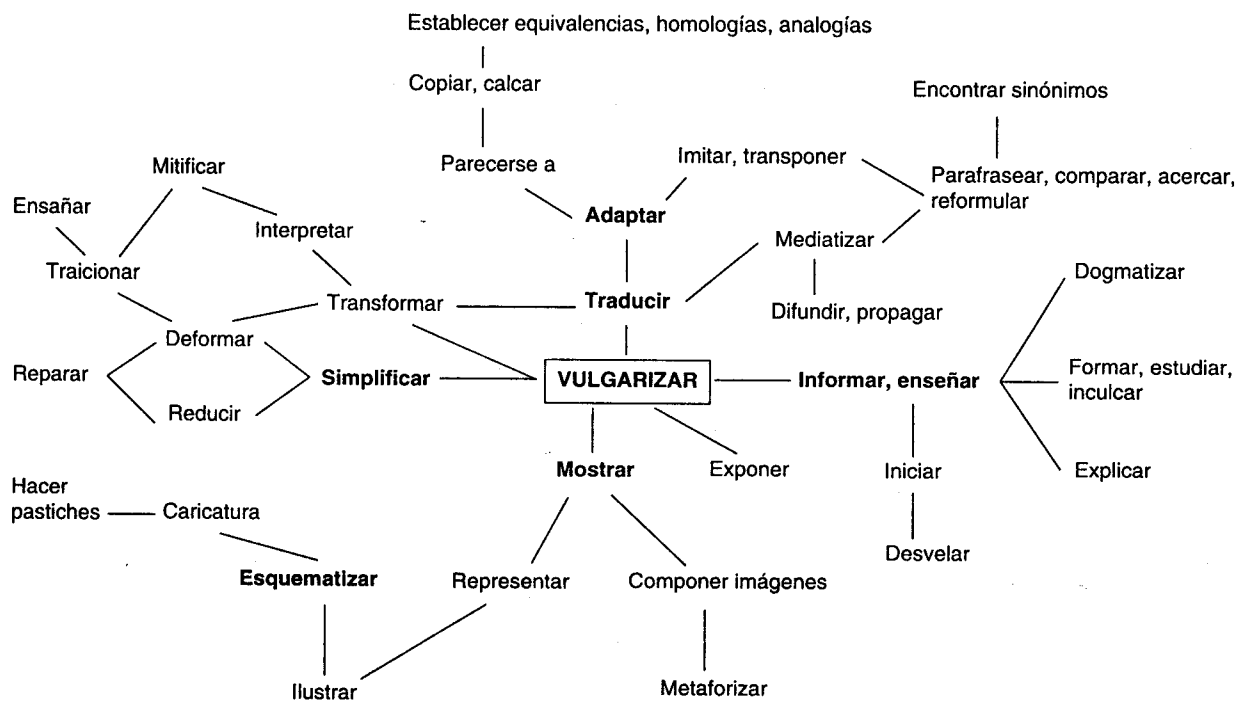 Establecer equivalencias, homologías, analogías
Copiar, calcar
Encontrar sinónimos
Mitificar
Parecerse a
Imitar, transponer
Parafrasear, comparar, acercar,
reformular
Ensañar
Interpretar
Adaptar
Mediatizar
Traicionar
Dogmatizar
Transformar
Traducir
Difundir, propagar
Deformar
Reparar
Simplificar
VULGARIZAR
Informar, enseñar
Formar, estudiar,
inculcar
Reducir
Mostrar
Exponer
Iniciar
Explicar
Hacer
pastiches
Caricatura
Desvelar
Esquematizar
Representar
Componer imágenes
Ilustrar
Metaforizar